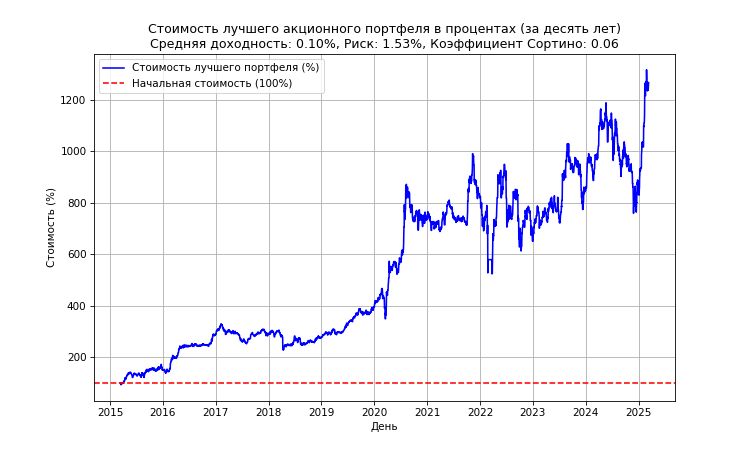 Стоимость лучшего акционного портфеля в процентах (за десять лет)
Средняя доходность: 0.10%, Риск: 1.53%, Коэффициент Сортино: 0.06
Стоимость лучшего портфеля (%)
Начальная стоимость (100%)
Стоимость (%)
1200
1000
800
600
400
200
2015 2016 2017 2018 2019 2020 2021 2022 2023 2024 2025
День